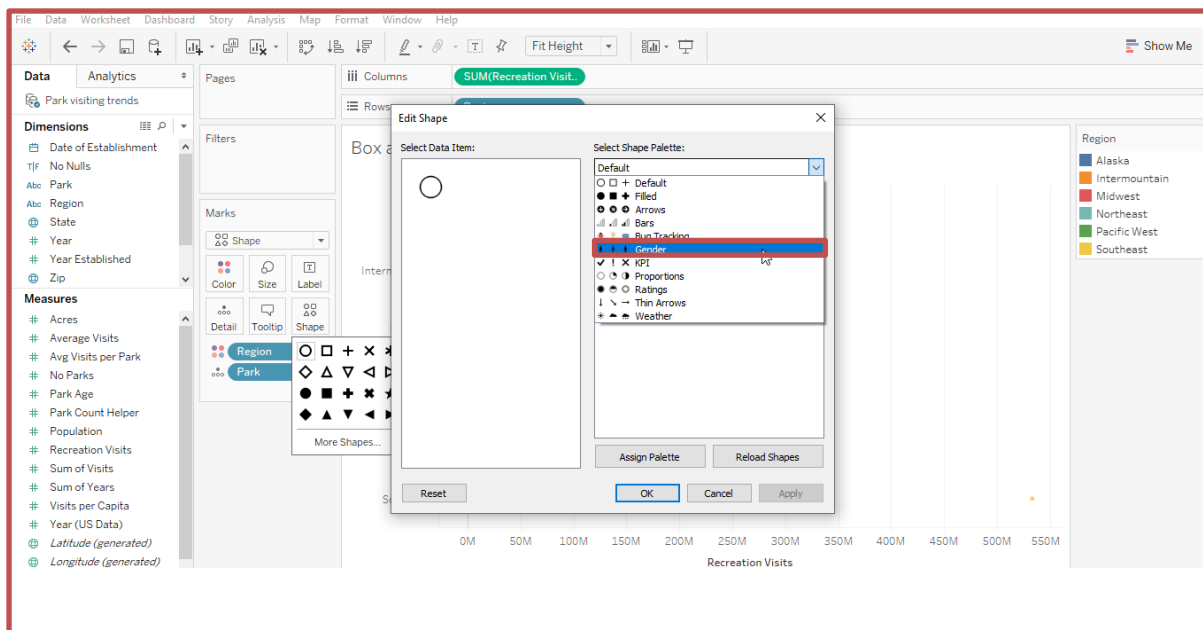 File Data Worksheet Dashboard Story Analysis Map Format Window Help
Fit Height
Show Me
Data Analytics
Park visiting trends
Dimensions
Date of Establishment
T|F No Nulls
Abc Park
Abc Region
State
# Year
# Year Established
Zip
Measures
# Acres
# Average Visits
# Avg Visits per Park
# No Parks
# Park Age
# Park Count Helper
# Population
# Recreation Visits
# Sum of Visits
# Sum of Years
# Visits per Capita
# Year (US Data)
Latitude (generated)
Longitude (generated)
Pages
Filters
Marks
Shape
Color Size Label
Detail Tooltip Shape
Region
Park
More Shapes...
iii Columns SUM(Recreation Visit..
Rows
Box
Interm
Edit Shape
Select Data Item:
Select Shape Palette:
Default
Default
Filled
Arrows
Bars
Bug Tracking
Gender
KPI
Proportions
Ratings
Thin Arrows
Weather
Assign Palette Reload Shapes
Reset OK Cancel Apply
0M 50M 100M 150M 200M 250M 300M 350M 400M 450M 500M 550M
Recreation Visits
Region
Alaska
Intermountain
Midwest
Northeast
Pacific West
Southeast